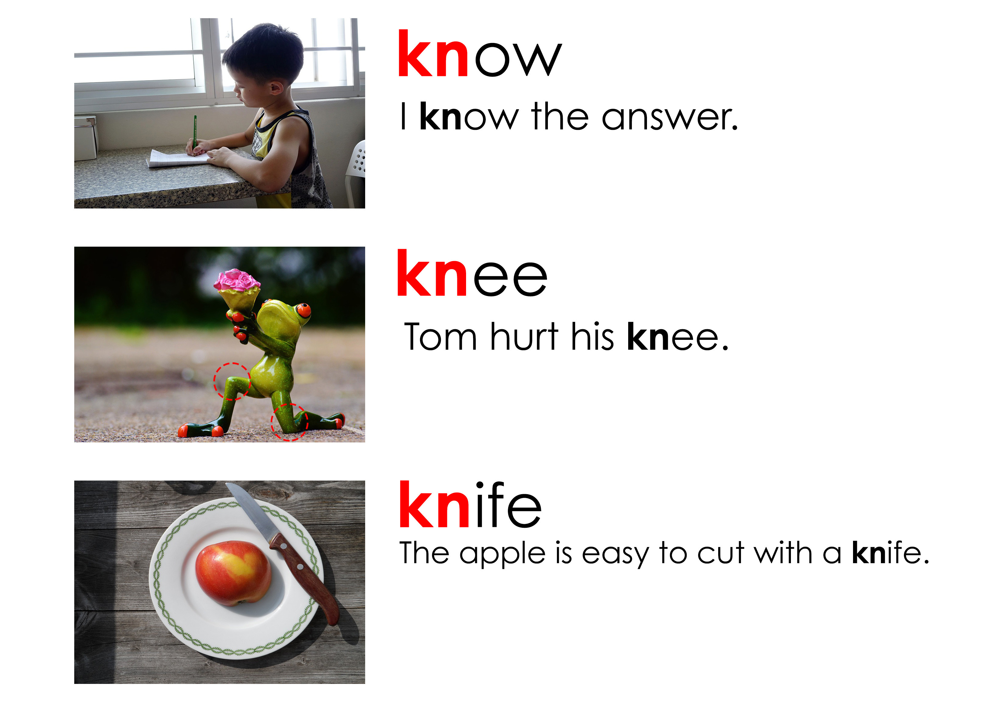 know
I know the answer.
knee
Tom hurt his knee.
knife
The apple is easy to cut with a knife.